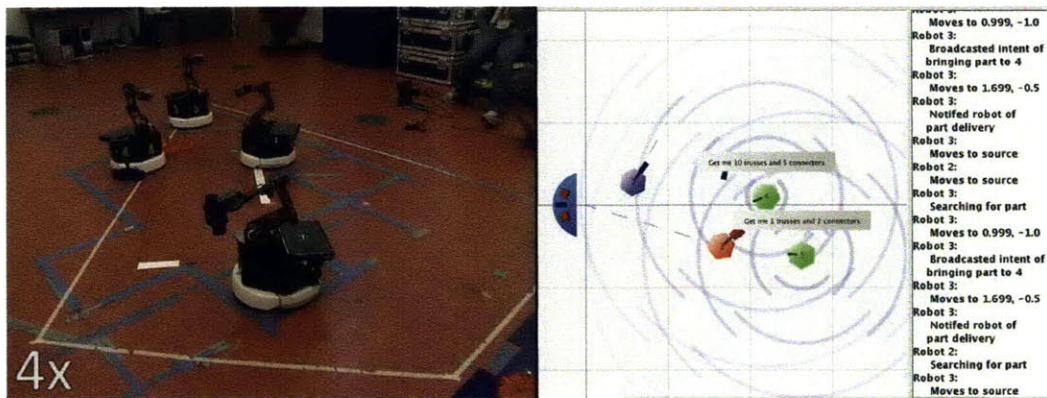 4x
Get me 10 trusses and 5 connectors
Get me 1 trusses and 2 connectors
Robot 3:
Moves to 0.999, -1.0
Robot 3:
Broadcasted intent of
bringing part to 4
Robot 3:
Moves to 1.699, -0.5
Robot 3:
Notifed robot of
part delivery
Robot 3:
Moves to source
Robot 2:
Moves to source
Robot 3:
Searching for part
Robot 3:
Moves to 0.999, -1.0
Robot 3:
Broadcasted intent of
bringing part to 4
Robot 3:
Moves to 1.699, -0.5
Robot 3:
Notifed robot of
part delivery
Robot 2:
Searching for part
Robot 3:
Moves to source